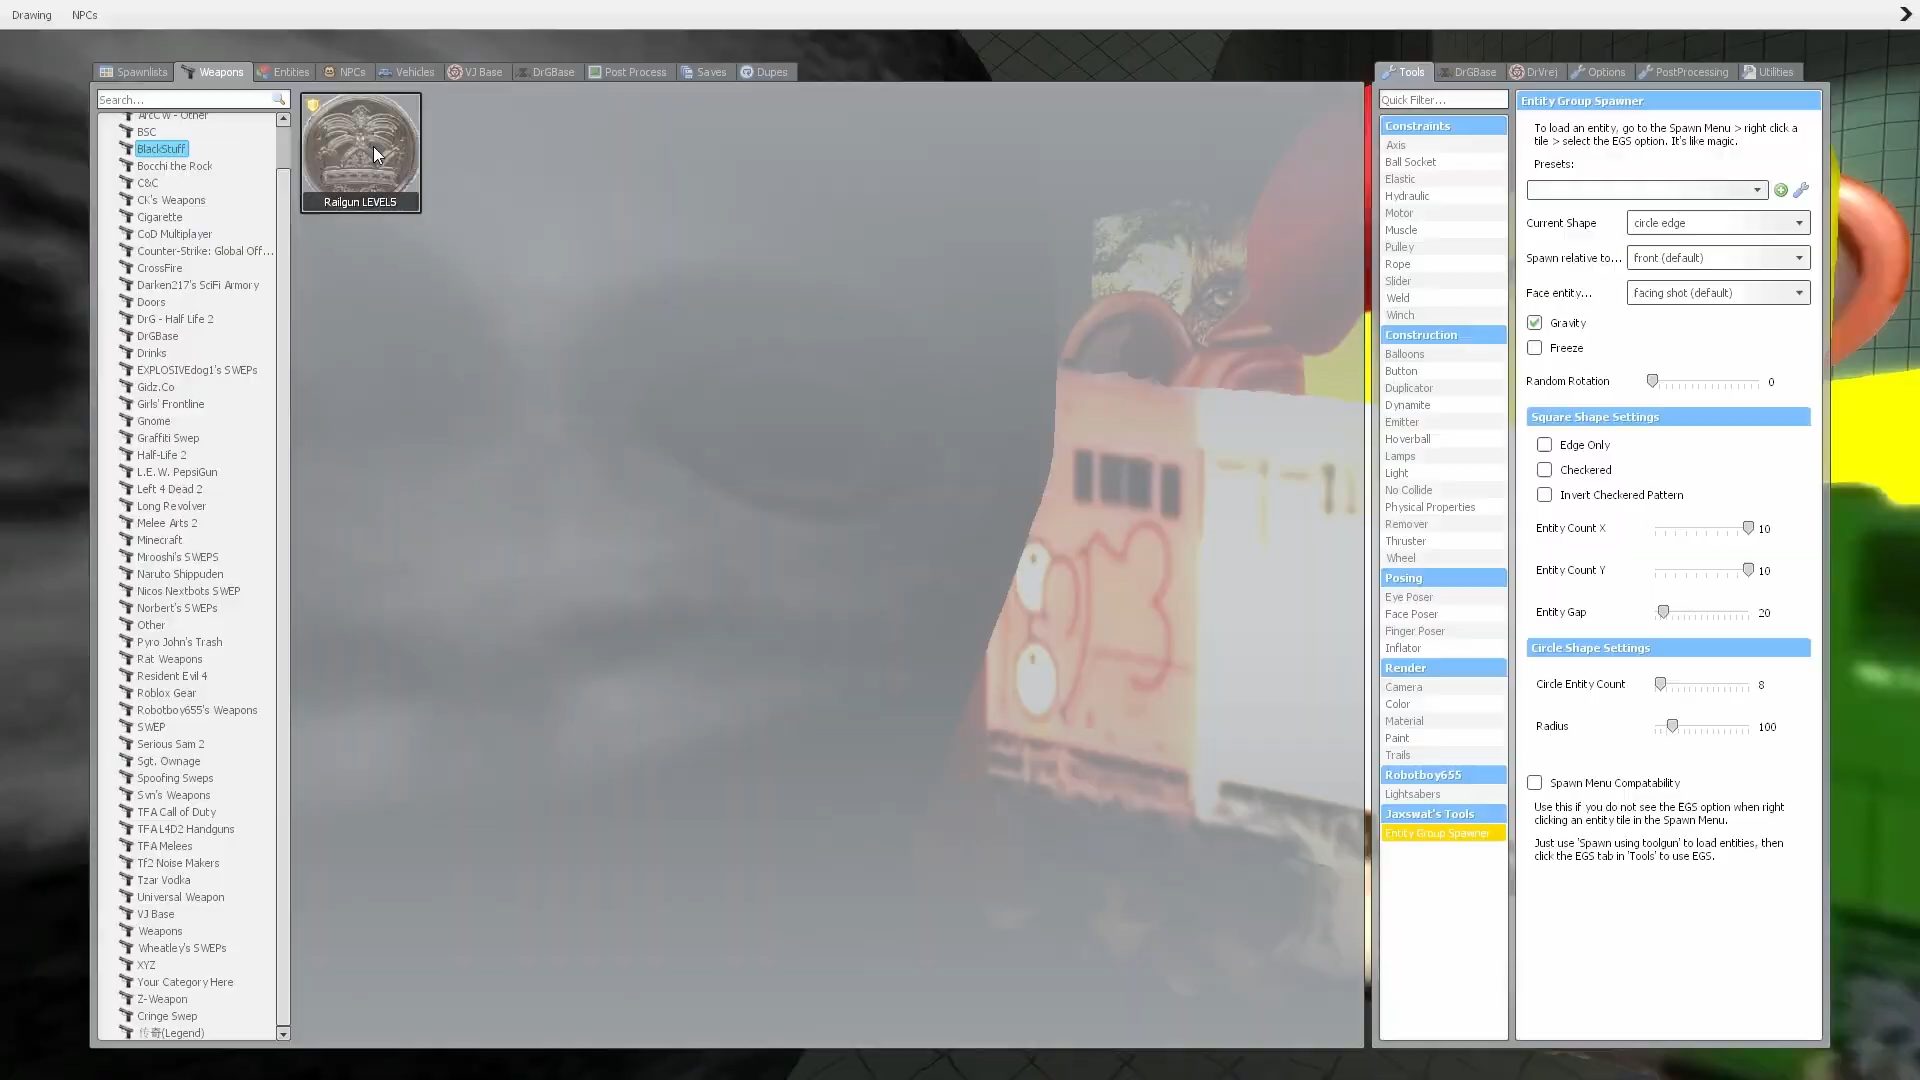 Drawing
NPCs
Spawnlists
Weapons
Entities
NPCs
Vehicles
VJ Base
DrGBase
Post Process
Saves
Dupes
Search...
ArcCW - Other
BSC
BlackStuff
Bocchi the Rock
C&C
Ck's Weapons
Cigarette
CoD Multiplayer
Counter-Strike: Global Off...
CrossFire
Darken217's SciFi Armory
Doors
DrG - Half Life 2
DrGBase
Drinks
EXPLOSIVEdog1's SWEPs
Gidz.Co
Girls' Frontline
Gnome
Graffiti Swep
Half-Life 2
L.E.W. PepsiGun
Left 4 Dead 2
Long Revolver
Melee Arts 2
Minecraft
Mrooshi's SWEPS
Naruto Shippuden
Nicos Nextbots SWEP
Norbert's SWEPs
Other
Pyro John's Trash
Rat Weapons
Resident Evil 4
Roblox Gear
Robotboy655's Weapons
SWEP
Serious Sam 2
Sgt. Ownage
Spoofing Sweps
Svn's Weapons
TFA Call of Duty
TFA L4D2 Handguns
TFA Melees
Tf2 Noise Makers
Tzar Vodka
Universal Weapon
VJ Base
Weapons
Wheatley's SWEPs
XYZ
Your Category Here
Z-Weapon
Cringe Swep
传奇(Legend)
Railgun LEVEL5
Tools
DrGBase
DrVrej
Options
PostProcessing
Utilities
Quick Filter...
Constraints
Axis
Ball Socket
Elastic
Hydraulic
Motor
Muscle
Pulley
Rope
Slider
Weld
Winch
Construction
Balloons
Button
Duplicator
Dynamite
Emitter
Hoverball
Lamps
Light
No Collide
Physical Properties
Remover
Thruster
Wheel
Posing
Eye Poser
Face Poser
Finger Poser
Inflator
Render
Camera
Color
Material
Paint
Trails
Robotboy655
Lightsabers
Jaxswat's Tools
Entity Group Spawner
Entity Group Spawner
To load an entity, go to the Spawn Menu > right click a
tile > select the EGS option. It's like magic.
Presets:
Current Shape circle edge
Spawn relative to... front (default)
Face entity... facing shot (default)
Gravity
Freeze
Random Rotation 0
Square Shape Settings
Edge Only
Checkered
Invert Checkered Pattern
Entity Count X 10
Entity Count Y 10
Entity Gap 20
Circle Shape Settings
Circle Entity Count 8
Radius 100
Spawn Menu Compatability
Use this if you do not see the EGS option when right
clicking an entity tile in the Spawn Menu.
Just use 'Spawn using toolgun' to load entities, then
click the EGS tab in 'Tools' to use EGS.